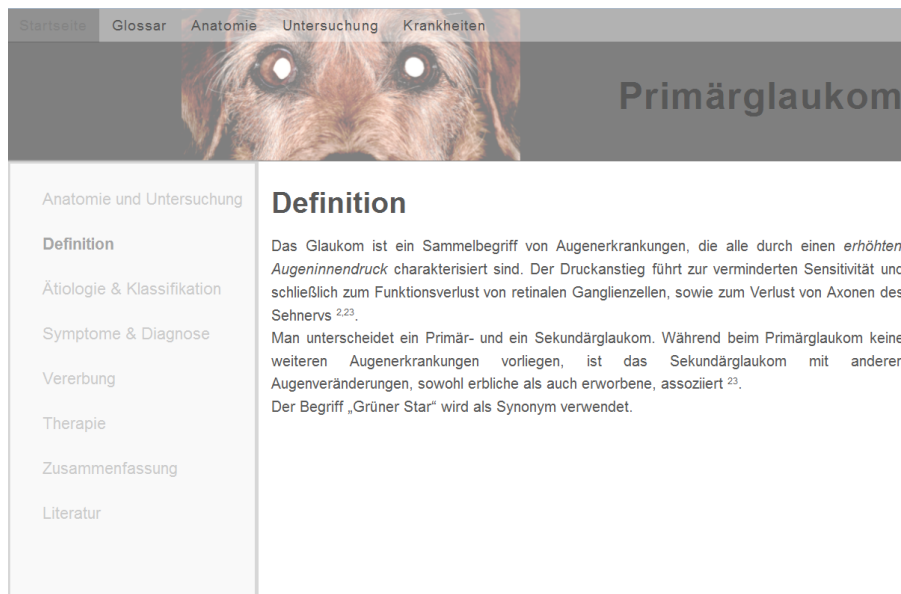 Startseite Glossar Anatomie Untersuchung Krankheiten
Primärglaukom
Anatomie und Untersuchung
Definition
Ätiologie & Klassifikation
Symptome & Diagnose
Vererbung
Therapie
Zusammenfassung
Literatur
Definition
Das Glaukom ist ein Sammelbegriff von Augenerkrankungen, die alle durch einen erhöhten
Augeninnendruck charakterisiert sind. Der Druckanstieg führt zur verminderten Sensitivität und
schließlich zum Funktionsverlust von retinalen Ganglienzellen, sowie zum Verlust von Axonen des
Sehnervs 2,23.
Man unterscheidet ein Primär- und ein Sekundärglaukom. Während beim Primärglaukom keine
weiteren Augenerkrankungen vorliegen, ist das Sekundärglaukom mit anderen
Augenveränderungen, sowohl erbliche als auch erworbene, assoziiert 23.
Der Begriff „Grüner Star“ wird als Synonym verwendet.